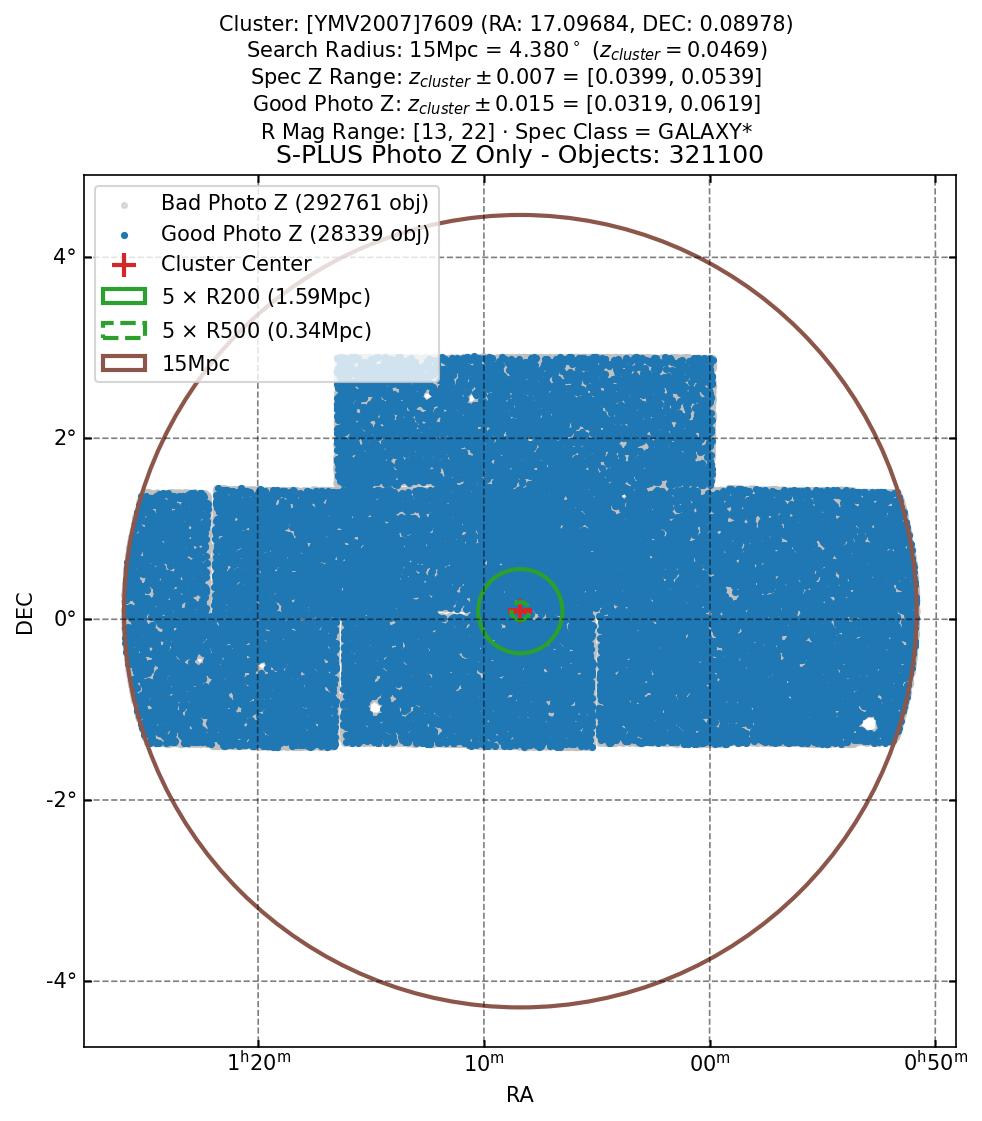 Cluster: [YMV2007]7609 (RA: 17.09684, DEC: 0.08978)
Search Radius: 15Mpc = 4.380° (z_cluster = 0.0469)
Spec Z Range: z_cluster ± 0.007 = [0.0399, 0.0539]
Good Photo Z: z_cluster ± 0.015 = [0.0319, 0.0619]
R Mag Range: [13, 22] · Spec Class = GALAXY*
S-PLUS Photo Z Only - Objects: 321100
Bad Photo Z (292761 obj)
Good Photo Z (28339 obj)
Cluster Center
5 × R200 (1.59Mpc)
5 × R500 (0.34Mpc)
15Mpc
4°
2°
0°
-2°
-4°
DEC
1ʰ20ᵐ
10ᵐ
00ᵐ
0ʰ50ᵐ
RA